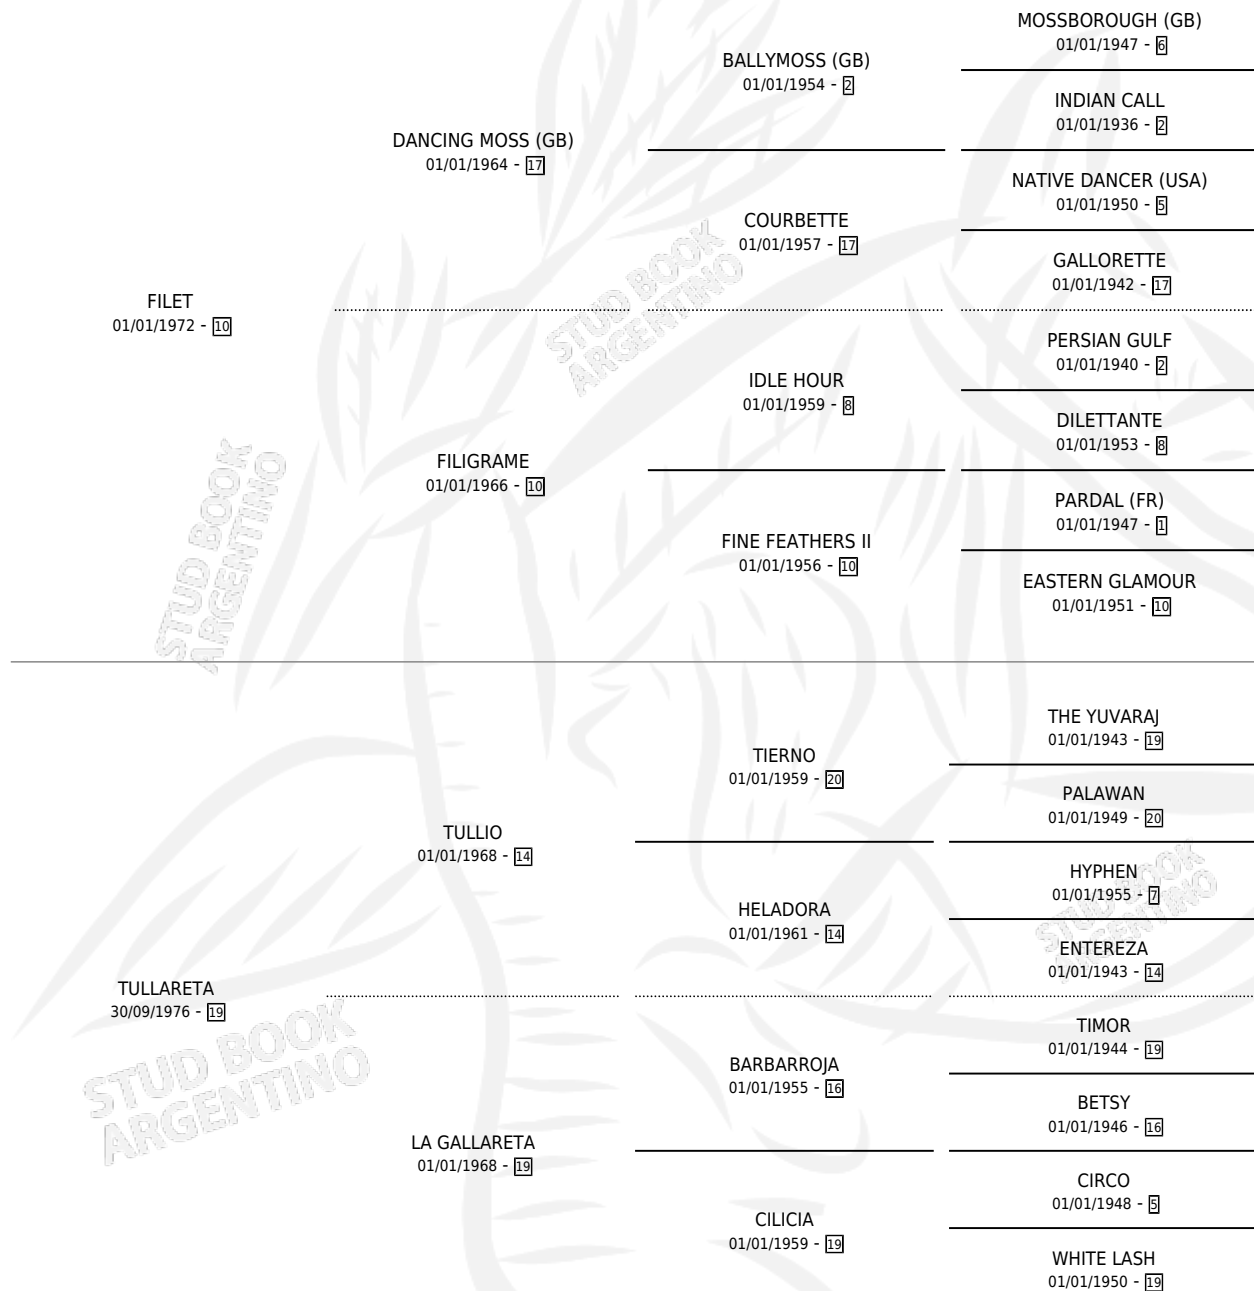 MOSSBOROUGH (GB)
01/01/1947 - 6
BALLYMOSS (GB)
01/01/1954 - 2
INDIAN CALL
01/01/1936 - 2
DANCING MOSS (GB)
01/01/1964 - 17
NATIVE DANCER (USA)
01/01/1950 - 5
COURBETTE
01/01/1957 - 17
GALLORETTE
01/01/1942 - 17
FILET
01/01/1972 - 10
PERSIAN GULF
01/01/1940 - 2
IDLE HOUR
01/01/1959 - 8
DILETTANTE
01/01/1953 - 8
FILIGRAME
01/01/1966 - 10
PARDAL (FR)
01/01/1947 - 1
FINE FEATHERS II
01/01/1956 - 10
EASTERN GLAMOUR
01/01/1951 - 10
STUD BOOK
ARGENTINO
STUD BOOK
ARGENTINO
THE YUVARAJ
01/01/1943 - 19
TIERNO
01/01/1959 - 20
PALAWAN
01/01/1949 - 20
TULLIO
01/01/1968 - 14
HYPHEN
01/01/1955 - 7
HELADORA
01/01/1961 - 14
ENTEREZA
01/01/1943 - 14
TULLARETA
30/09/1976 - 19
TIMOR
01/01/1944 - 19
BARBARROJA
01/01/1955 - 16
BETSY
01/01/1946 - 16
LA GALLARETA
01/01/1968 - 19
CIRCO
01/01/1948 - 5
CILICIA
01/01/1959 - 19
WHITE LASH
01/01/1950 - 19
STUD BOOK
ARGENTINO
STUD BOOK
ARGENTINO